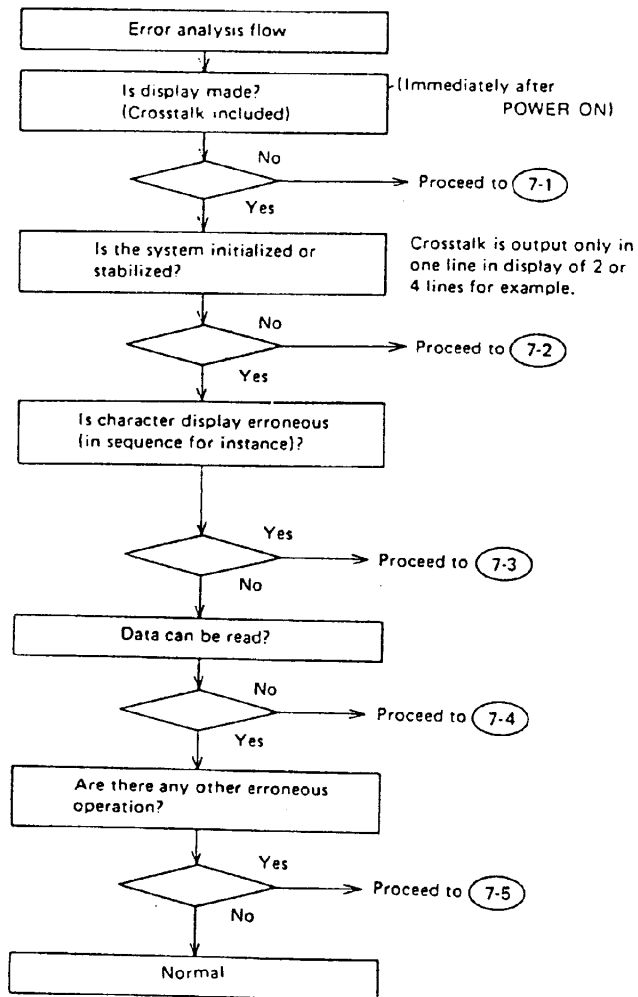 Error analysis flow
Is display made?
(Crosstalk included)
(Immediately after
POWER ON)
No
Proceed to 7-1
Yes
Is the system initialized or
stabilized?
Crosstalk is output only in
one line in display of 2 or
4 lines for example.
No
Proceed to 7-2
Yes
Is character display erroneous
(in sequence for instance)?
Yes
Proceed to 7-3
No
Data can be read?
No
Proceed to 7-4
Yes
Are there any other erroneous
operation?
Yes
Proceed to 7-5
No
Normal